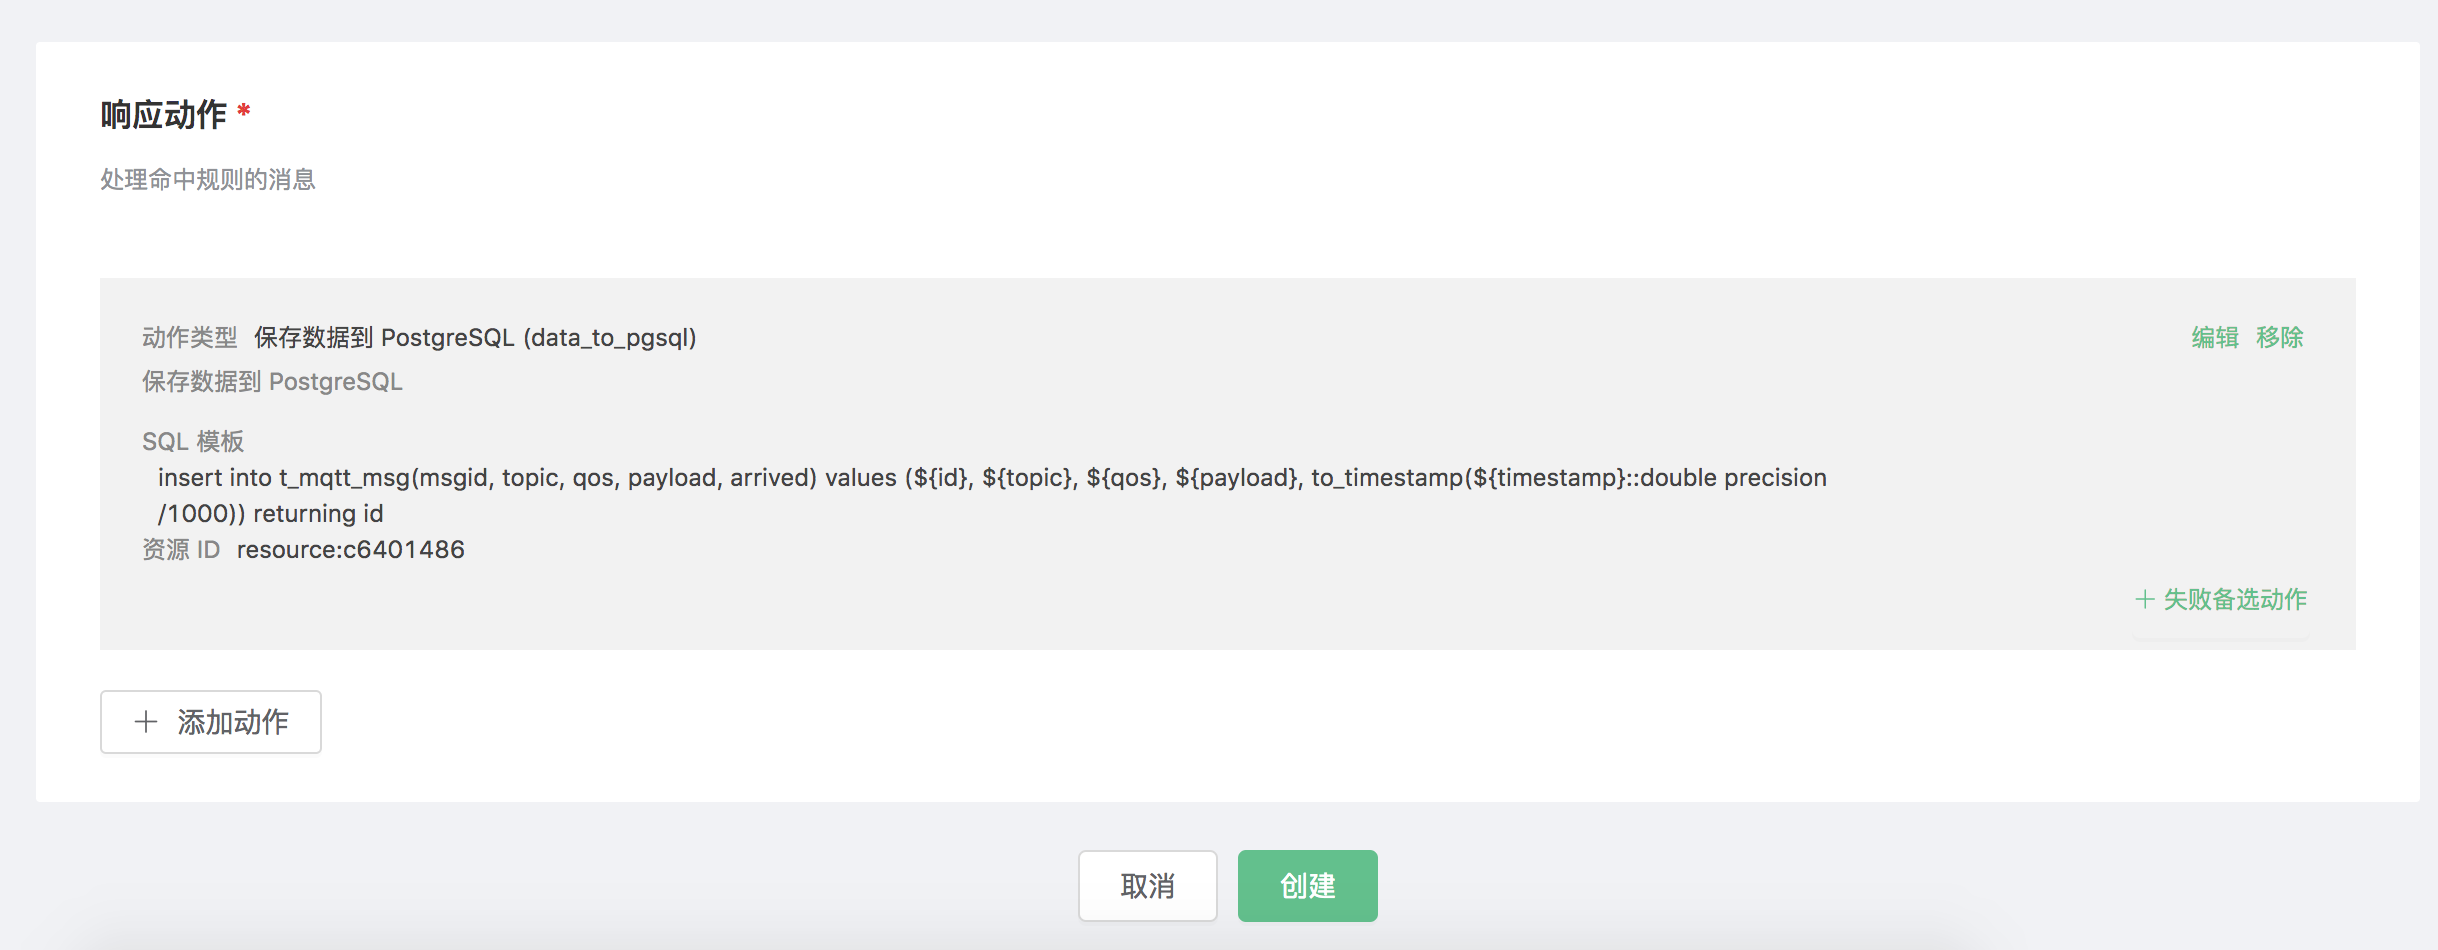 响应动作 *
处理命中规则的消息
动作类型 保存数据到 PostgreSQL (data_to_pgsql)
编辑 移除
保存数据到 PostgreSQL
SQL 模板
insert into t_mqtt_msg(msgid, topic, qos, payload, arrived) values (${id}, ${topic}, ${qos}, ${payload}, to_timestamp(${timestamp}::double precision
/1000)) returning id
资源 ID resource:c6401486
+ 失败备选动作
+ 添加动作
取消 创建